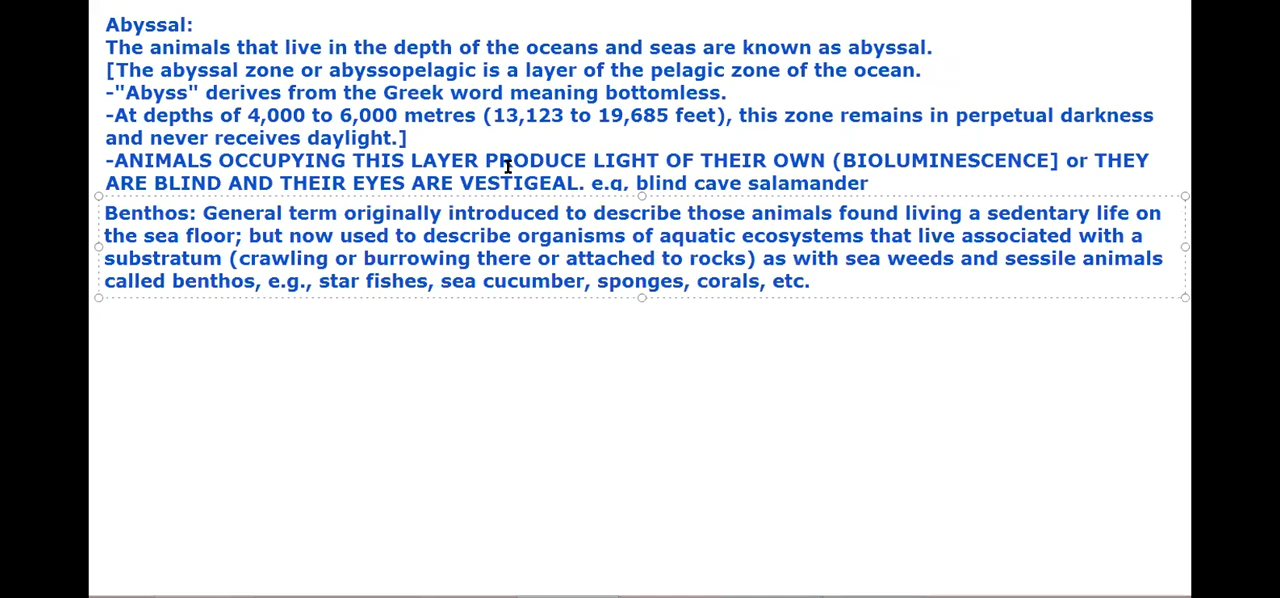 Abyssal:
The animals that live in the depth of the oceans and seas are known as abyssal.
[The abyssal zone or abyssopelagic is a layer of the pelagic zone of the ocean.
-"Abyss" derives from the Greek word meaning bottomless.
-At depths of 4,000 to 6,000 metres (13,123 to 19,685 feet), this zone remains in perpetual darkness
and never receives daylight.]
-ANIMALS OCCUPYING THIS LAYER PRODUCE LIGHT OF THEIR OWN (BIOLUMINESCENCE] or THEY
ARE BLIND AND THEIR EYES ARE VESTIGEAL. e.g. blind cave salamander
Benthos: General term originally introduced to describe those animals found living a sedentary life on
the sea floor; but now used to describe organisms of aquatic ecosystems that live associated with a
substratum (crawling or burrowing there or attached to rocks) as with sea weeds and sessile animals
called benthos, e.g., star fishes, sea cucumber, sponges, corals, etc.